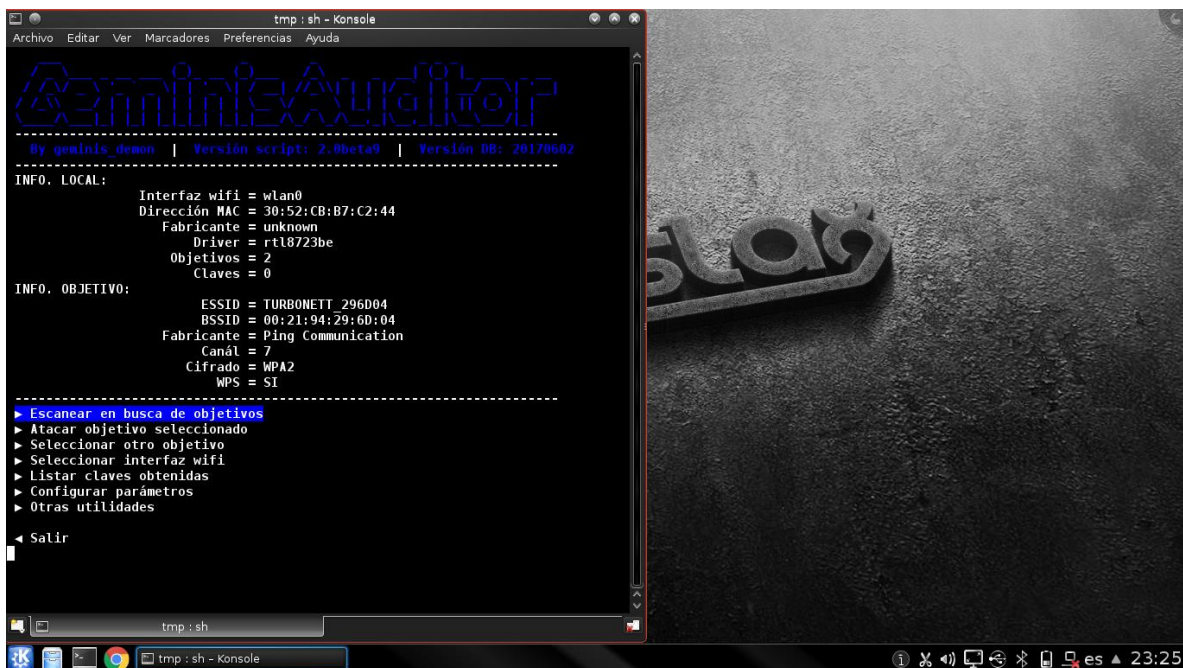 tmp : sh – Konsole
Archivo Editar Ver Marcadores Preferencias Ayuda
GeminisAuditor
By geminis_demon | Versión script: 2.0beta9 | Versión DB: 20170602
INFO. LOCAL:
Interfaz wifi = wlan0
Dirección MAC = 30:52:CB:B7:C2:44
Fabricante = unknown
Driver = rtl8723be
Objetivos = 2
Claves = 0
INFO. OBJETIVO:
ESSID = TURBONETT_296D04
BSSID = 00:21:94:29:6D:04
Fabricante = Ping Communication
Canál = 7
Cifrado = WPA2
WPS = SI
► Escanear en busca de objetivos
► Atacar objetivo seleccionado
► Seleccionar otro objetivo
► Seleccionar interfaz wifi
► Listar claves obtenidas
► Configurar parámetros
► Otras utilidades
◄ Salir
tmp : sh
slax
tmp : sh – Konsole
es
23:25